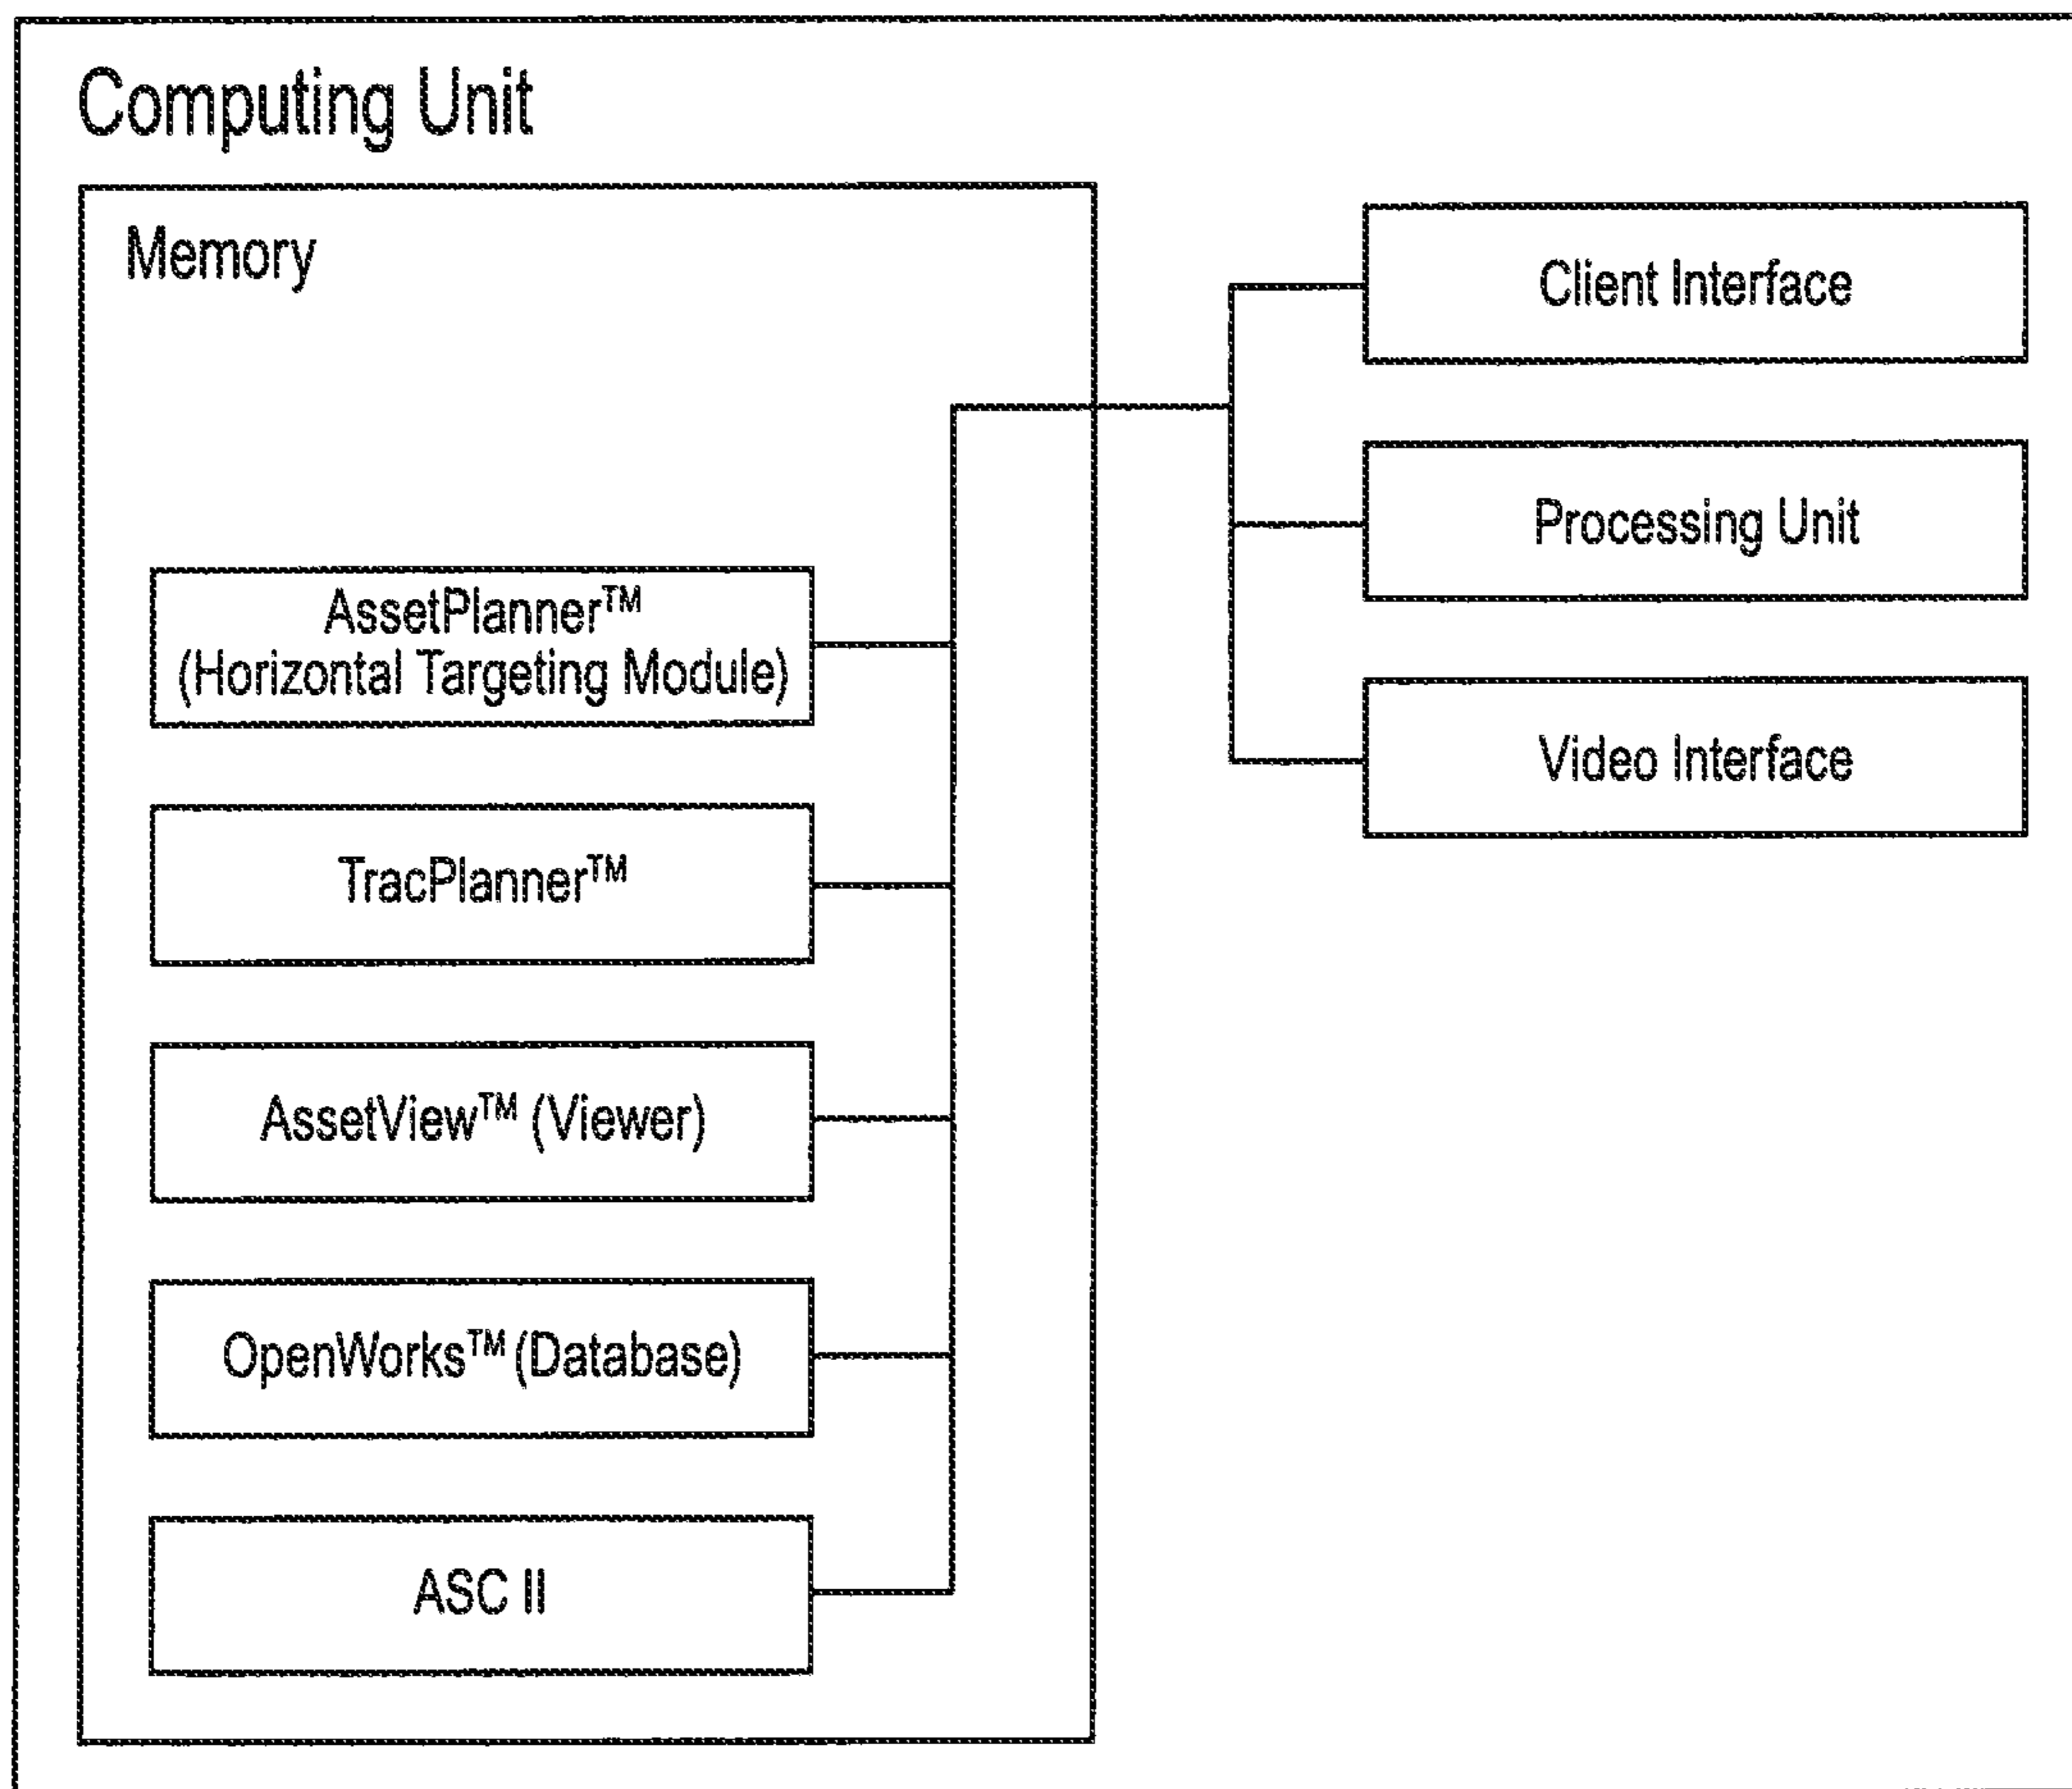 Computing Unit
Memory
AssetPlanner™
(Horizontal Targeting Module)
TracPlanner™
AssetView™ (Viewer)
OpenWorks™ (Database)
ASC II
Client Interface
Processing Unit
Video Interface